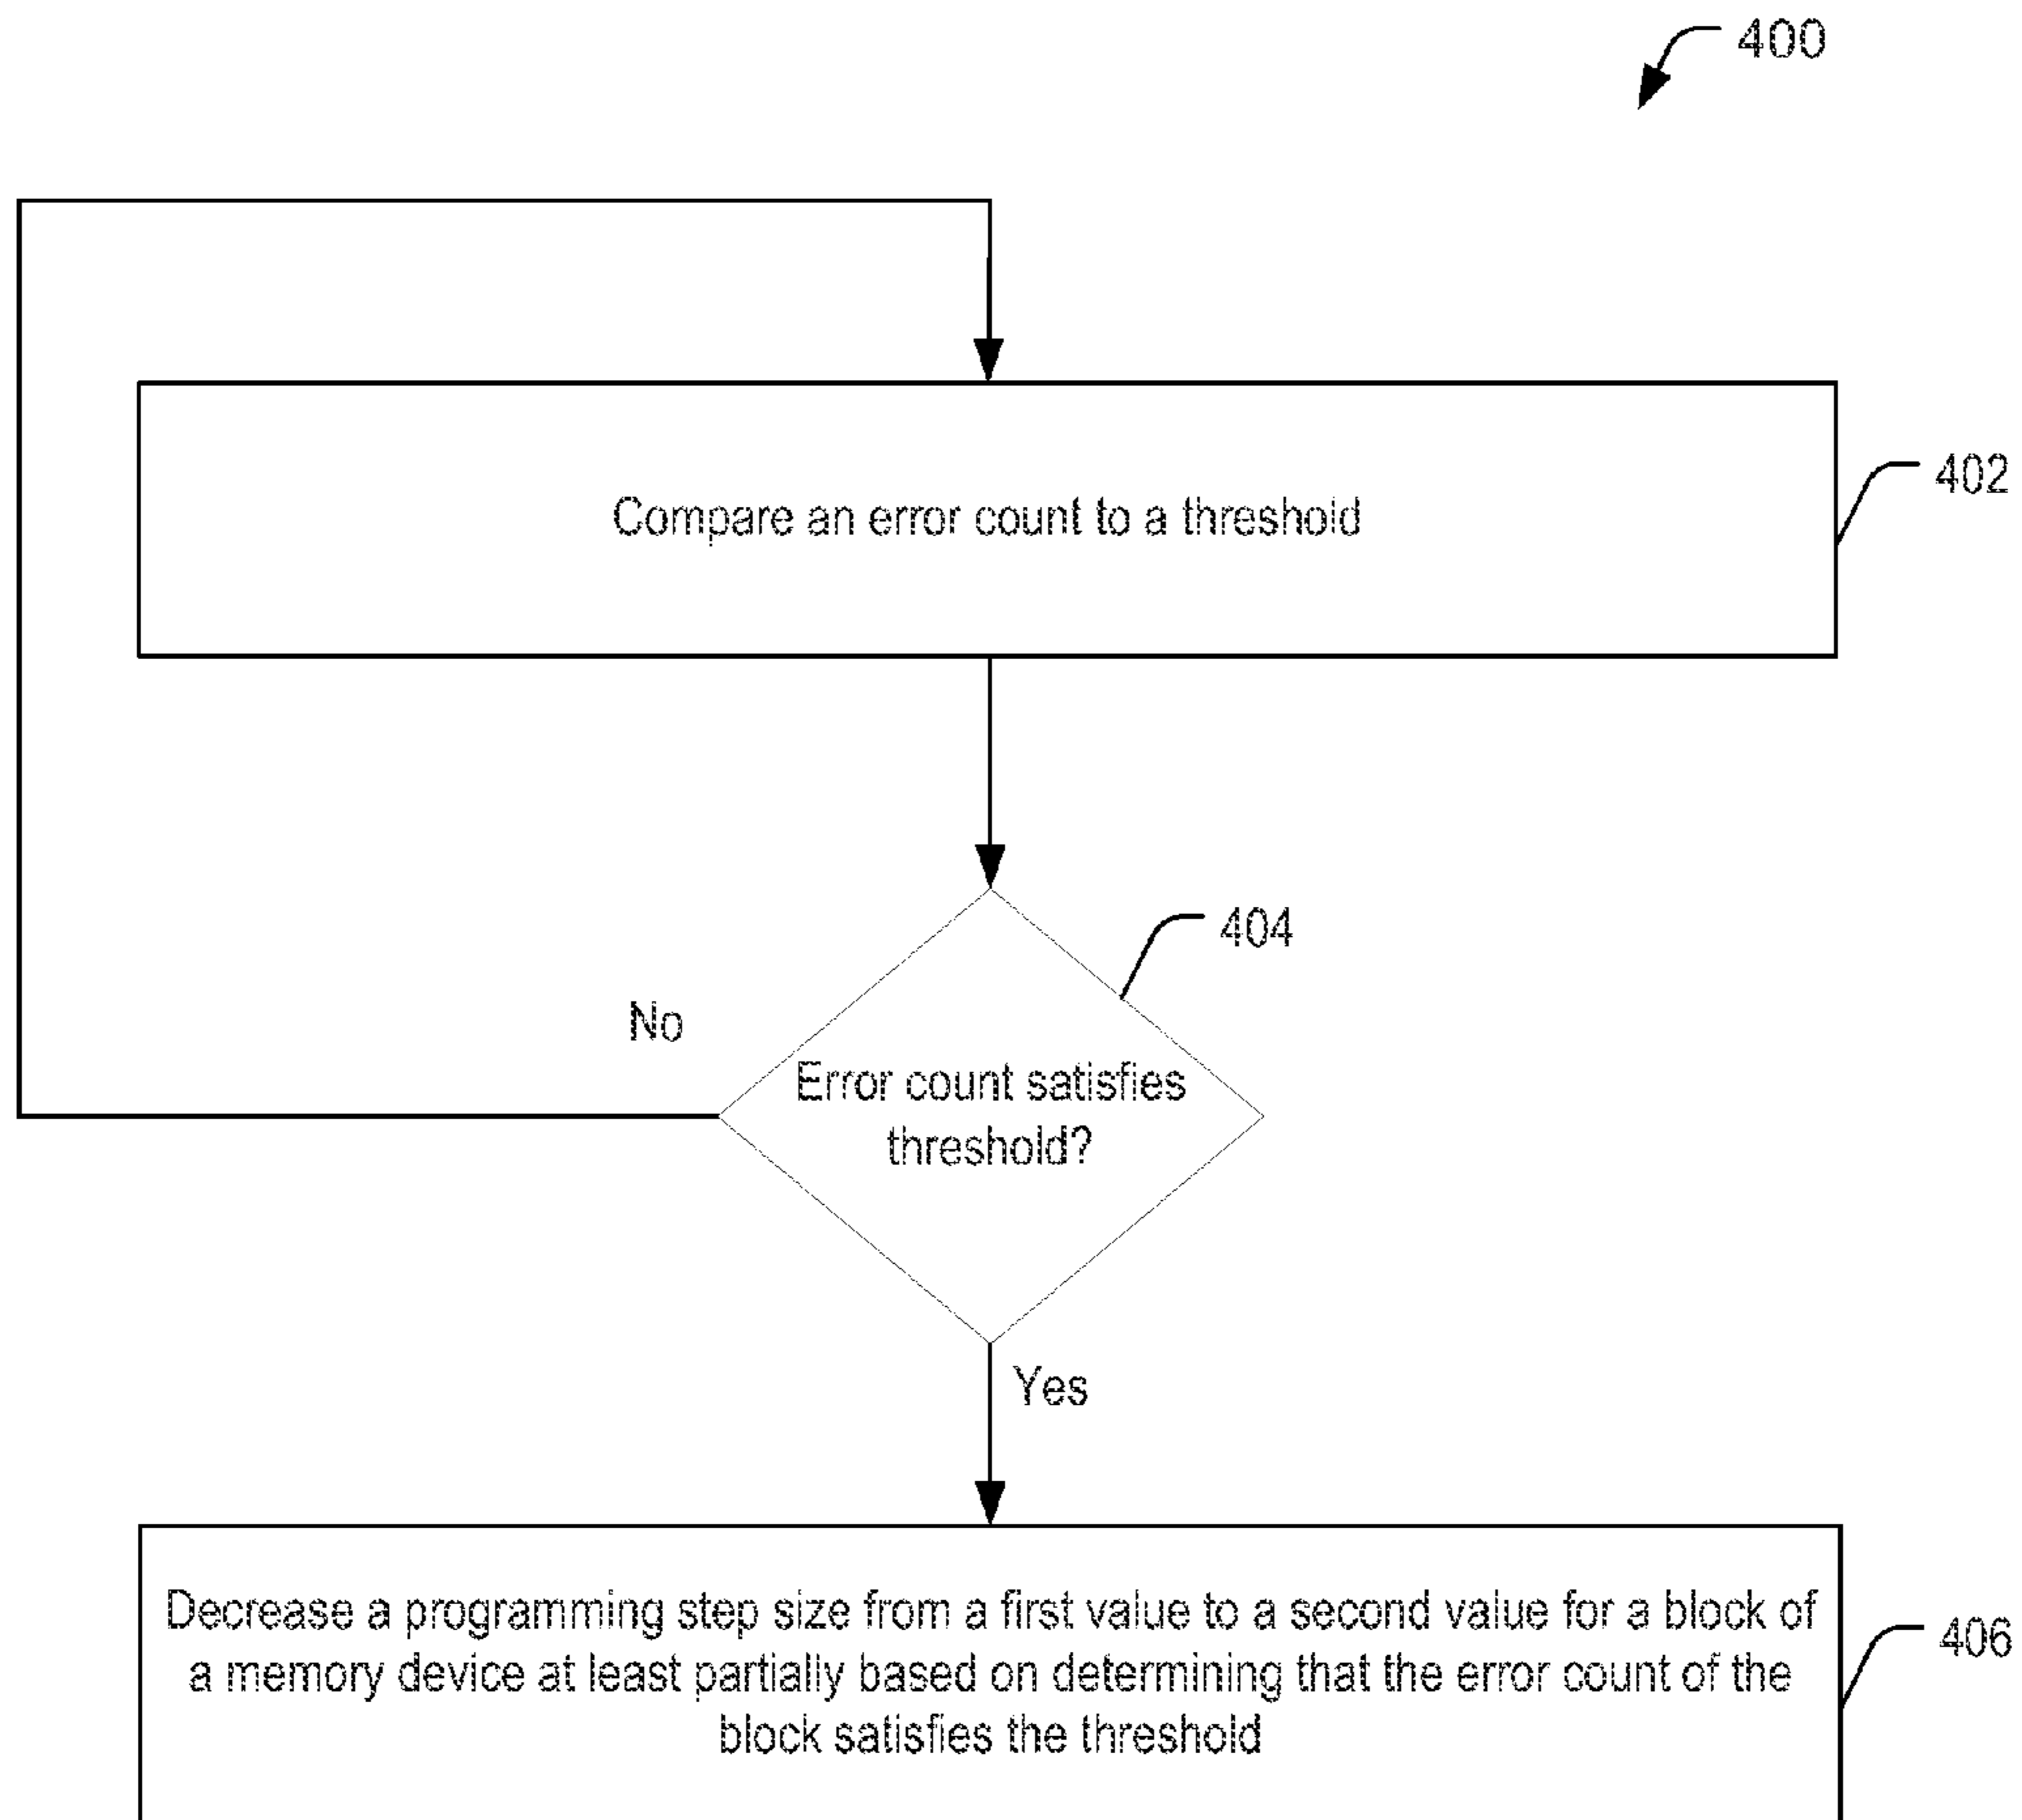 400
Compare an error count to a threshold
402
404
No
Error count satisfies
threshold?
Yes
Decrease a programming step size from a first value to a second value for a block of
a memory device at least partially based on determining that the error count of the
block satisfies the threshold
406